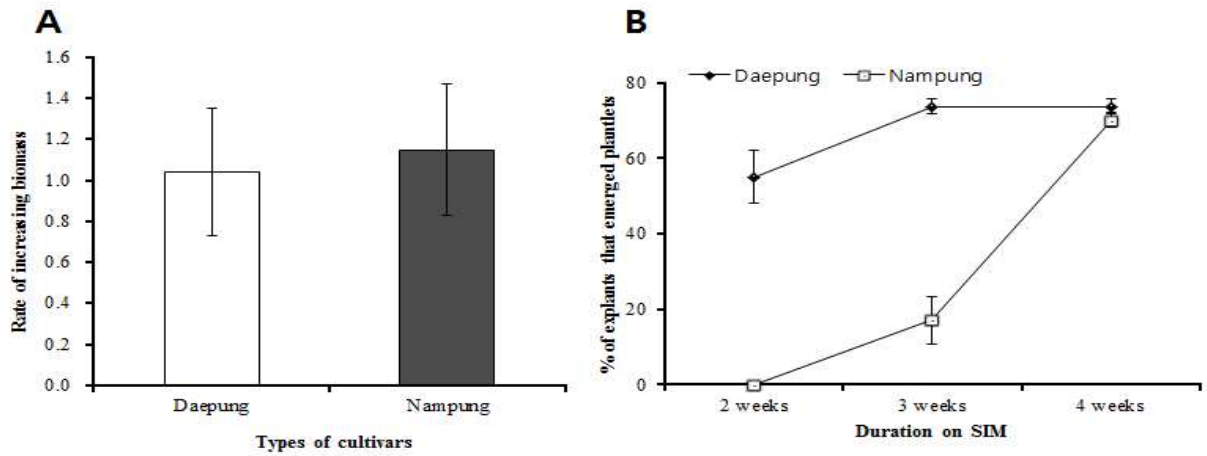 A
Rate of increasing biomass
1.6
1.4
1.2
1.0
0.8
0.6
0.4
0.2
0.0
Daepung
Nampung
Types of cultivars
B
Daepung
Nampung
% of explants that emerged plantlets
80
60
40
20
0
2 weeks
3 weeks
4 weeks
Duration on SIM